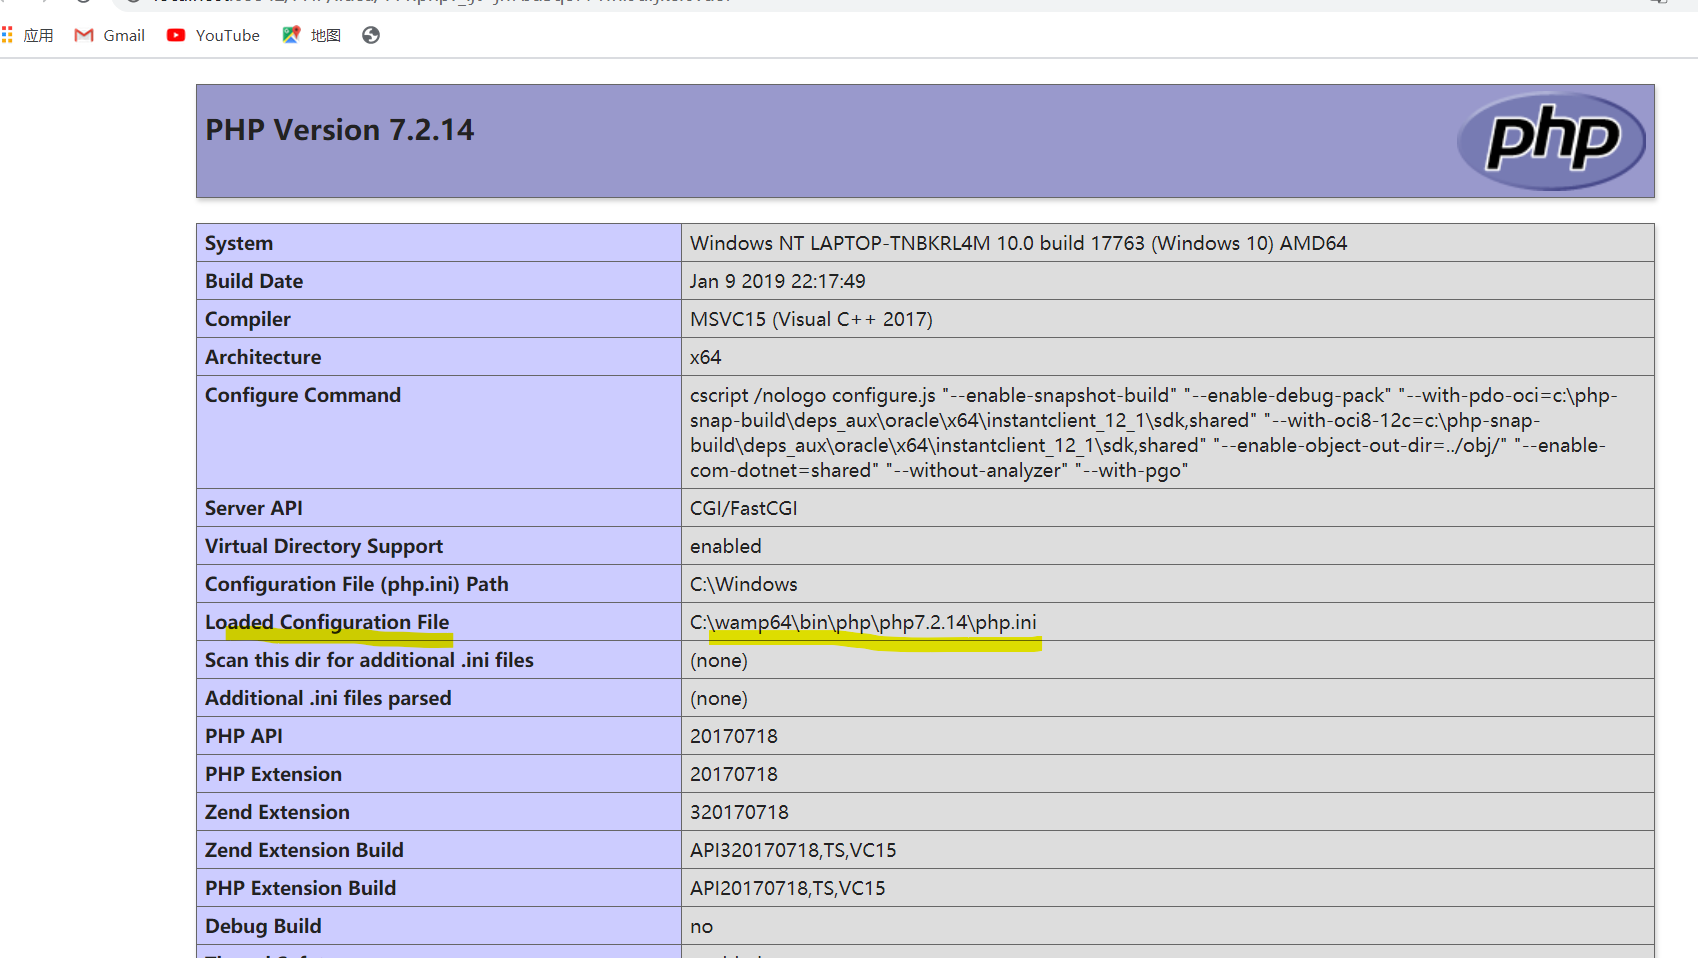 应用 Gmail YouTube 地图
PHP Version 7.2.14
php
System Windows NT LAPTOP-TNBKRL4M 10.0 build 17763 (Windows 10) AMD64
Build Date Jan 9 2019 22:17:49
Compiler MSVC15 (Visual C++ 2017)
Architecture x64
Configure Command cscript /nologo configure.js "--enable-snapshot-build" "--enable-debug-pack" "--with-pdo-oci=c:\php-
snap-build\deps_aux\oracle\x64\instantclient_12_1\sdk,shared" "--with-oci8-12c=c:\php-snap-
build\deps_aux\oracle\x64\instantclient_12_1\sdk,shared" "--enable-object-out-dir=../obj/" "--enable-
com-dotnet=shared" "--without-analyzer" "--with-pgo"
Server API CGI/FastCGI
Virtual Directory Support enabled
Configuration File (php.ini) Path C:\Windows
Loaded Configuration File C:\wamp64\bin\php\php7.2.14\php.ini
Scan this dir for additional .ini files (none)
Additional .ini files parsed (none)
PHP API 20170718
PHP Extension 20170718
Zend Extension 320170718
Zend Extension Build API320170718,TS,VC15
PHP Extension Build API20170718,TS,VC15
Debug Build no